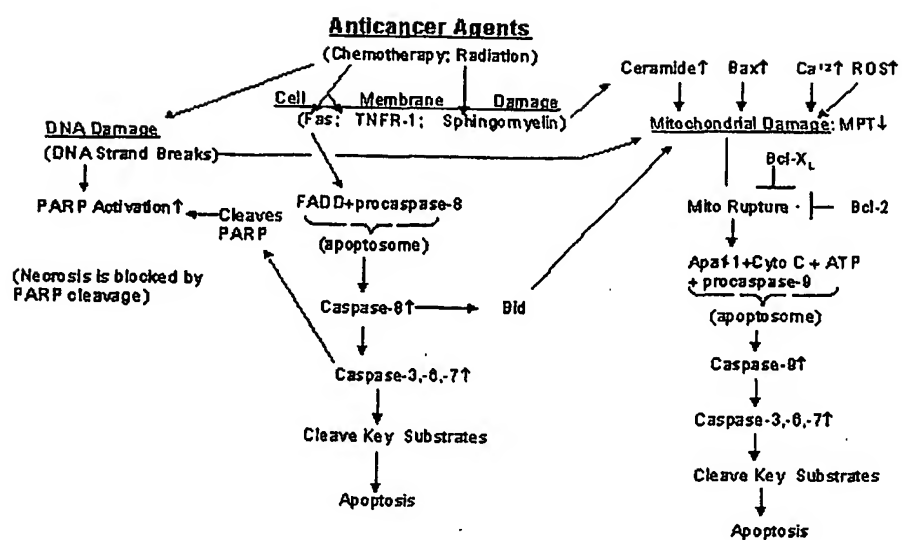 Anticancer Agents
(Chemotherapy; Radiation)
Ceramide↑ Bax↑ Ca+2↑ ROS↑
Cell Membrane Damage
(Fas; TNFR-1; Sphingomyelin)
Mitochondrial Damage: MPT↓
DNA Damage
(DNA Strand Breaks)
Bcl-XL
FADD+procaspase-8
PARP Activation↑
Cleaves
PARP
Mito Rupture
Bcl-2
(apoptosome)
Apaf-1+Cyto C + ATP
+ procaspase-9
(Necrosis is blocked by
PARP cleavage)
Caspase-8↑
Bid
(apoptosome)
Caspase-9↑
Caspase-3,-6,-7↑
Caspase-3,-6,-7↑
Cleave Key Substrates
Cleave Key Substrates
Apoptosis
Apoptosis